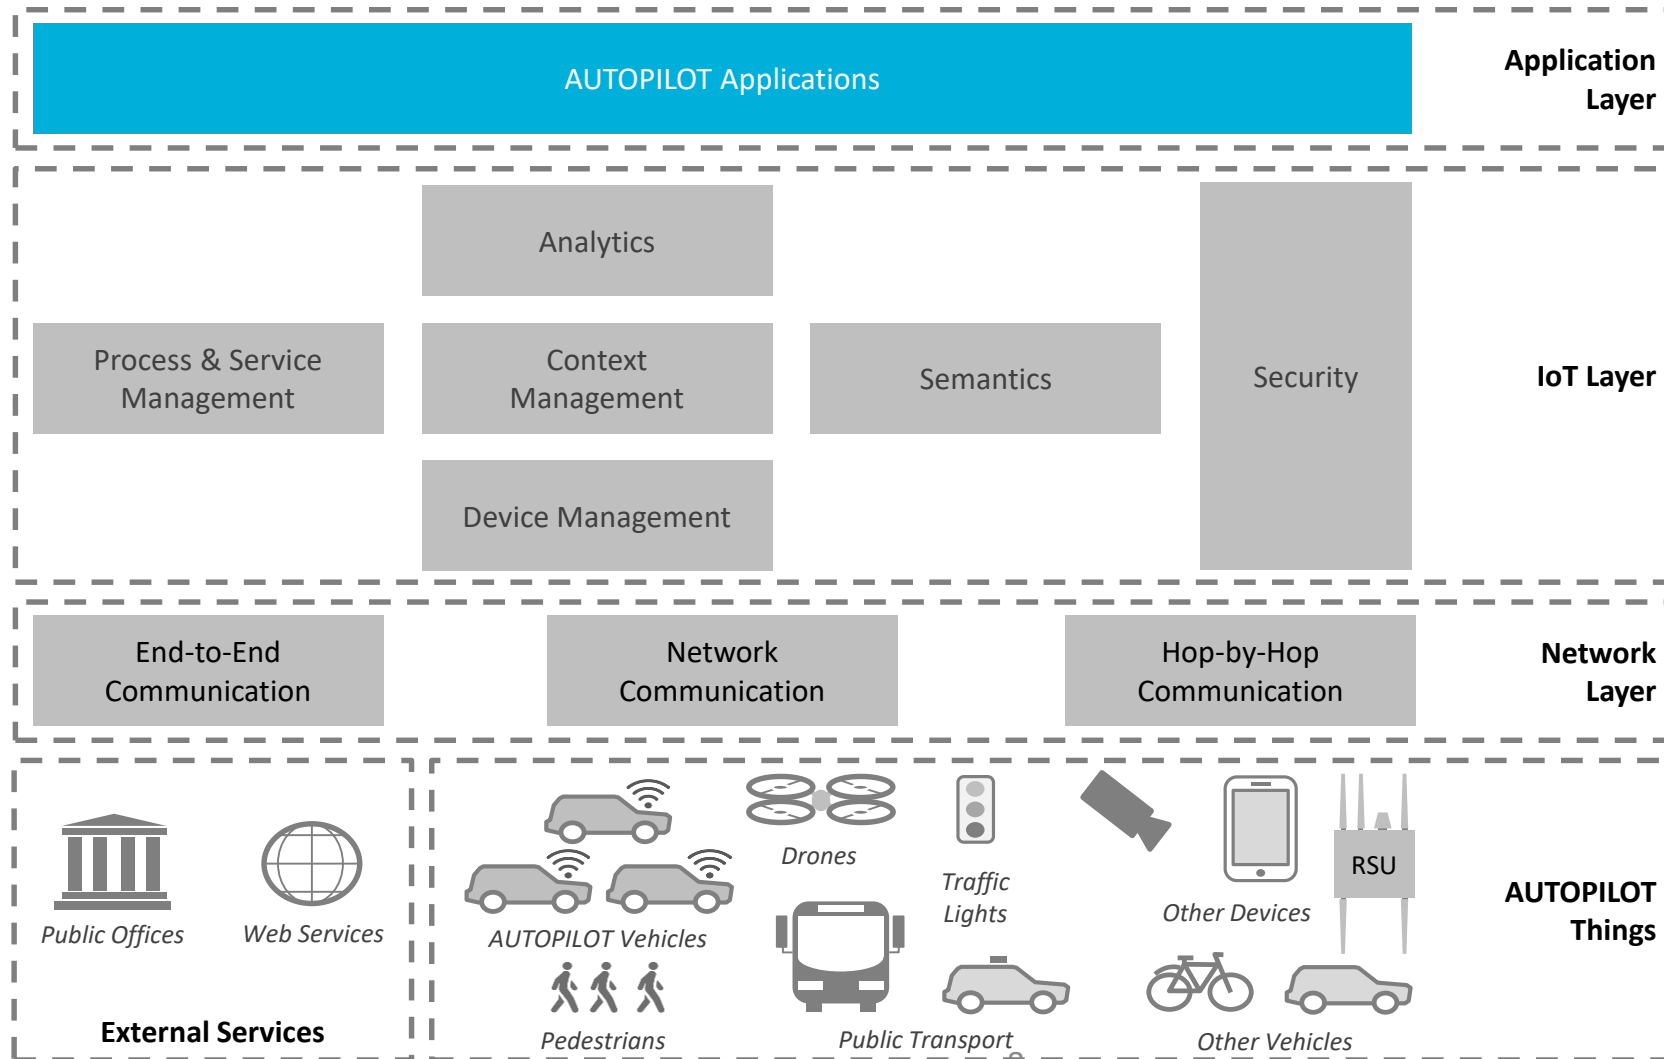 AUTOPILOT Applications
Application
Layer
Analytics
Process & Service
Management
Context
Management
Semantics
Security
IoT Layer
Device Management
End-to-End
Communication
Network
Communication
Hop-by-Hop
Communication
Network
Layer
Public Offices
Web Services
External Services
AUTOPILOT Vehicles
Drones
Traffic
Lights
Other Devices
RSU
AUTOPILOT
Things
Pedestrians
Public Transport
Other Vehicles